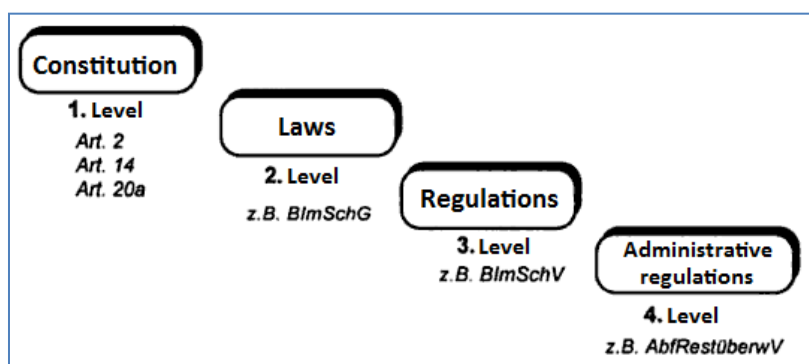 Constitution
1. Level
Art. 2
Art. 14
Art. 20a
Laws
2. Level
z.B. BImSchG
Regulations
3. Level
z.B. BImSchV
Administrative
regulations
4. Level
z.B. AbfRestüberwV